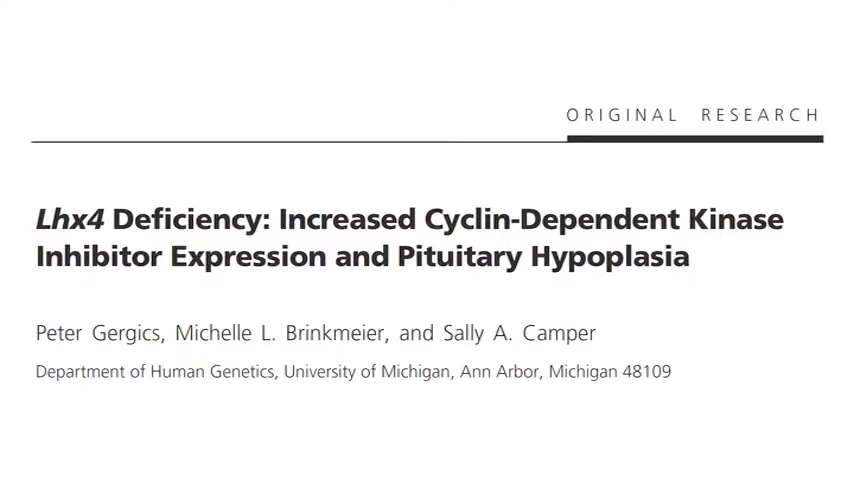 ORIGINAL RESEARCH
Lhx4 Deficiency: Increased Cyclin-Dependent Kinase
Inhibitor Expression and Pituitary Hypoplasia
Peter Gergics, Michelle L. Brinkmeier, and Sally A. Camper
Department of Human Genetics, University of Michigan, Ann Arbor, Michigan 48109